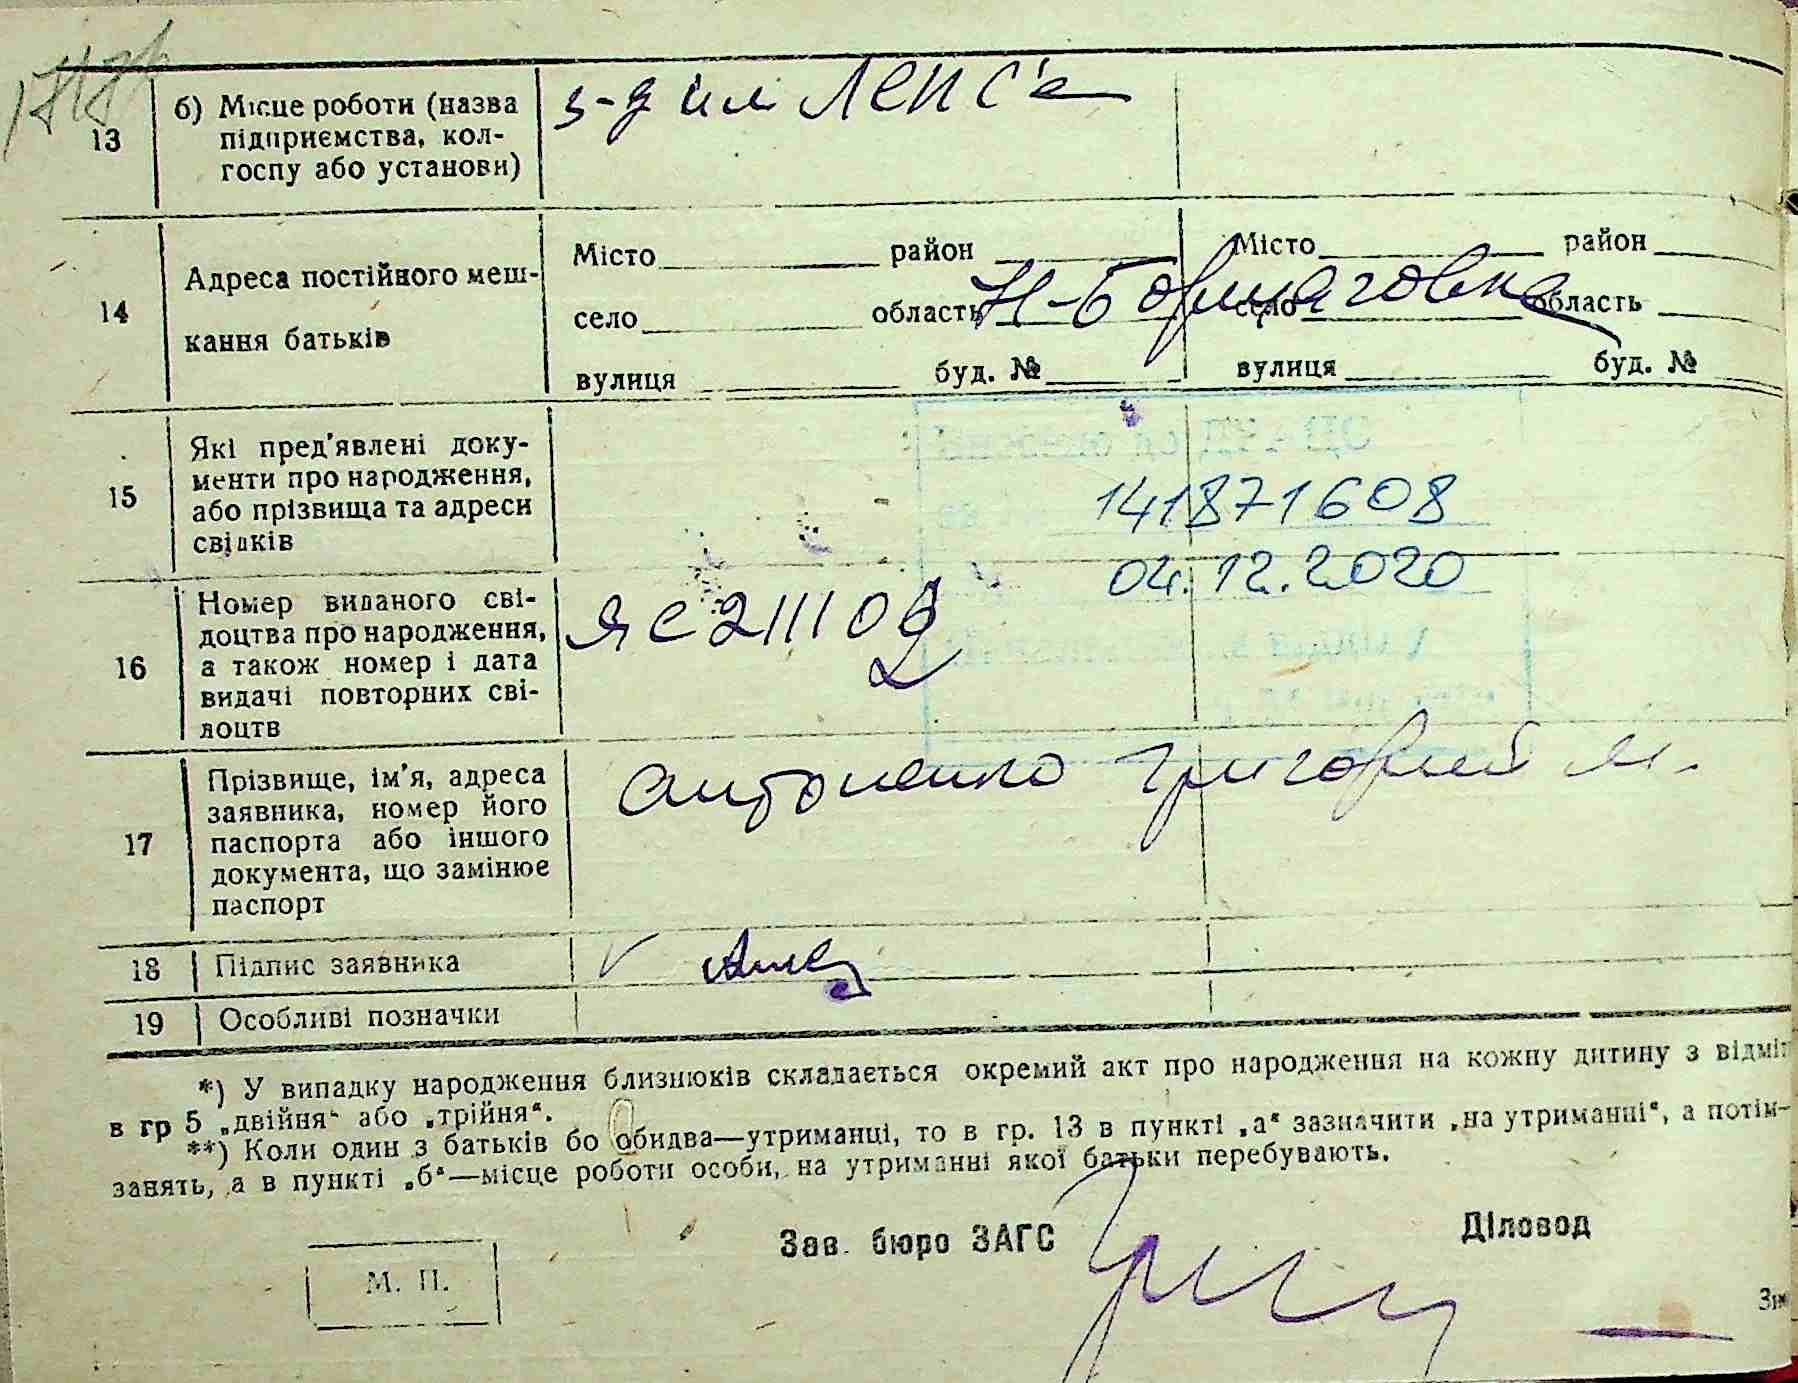 13
б) Місце роботи (назва
підприємства, кол-
госпу або установи)
з-д им ЛЕПС'е
14
Адреса постійного меш-
кання батьків
Місто район Місто район
село область село область
Н-Борщаговка
вулиця буд. № вулиця буд. №
15
Які пред'явлені доку-
менти про народження,
або прізвища та адреси
свідків
141871608
04.12.2020
16
Номер виданого сві-
доцтва про народження,
а також номер і дата
видачі повторних сві-
доцтв
ЯС 211102
17
Прізвище, ім'я, адреса
заявника, номер його
паспорта або іншого
документа, що замінює
паспорт
Антоненко Григорий М.
18 Підпис заявника
19 Особливі позначки
*) У випадку народження близнюків складається окремий акт про народження на кожну дитину з відміт
в гр 5 „двійня“ або „трійня“.
**) Коли один з батьків бо обидва—утриманці, то в гр. 13 в пункті „а“ зазначити „на утриманні“, а потім—
занять, а в пункті „б“—місце роботи особи, на утриманні якої батьки перебувають.
Зав. бюро ЗАГС Діловод
М. П.